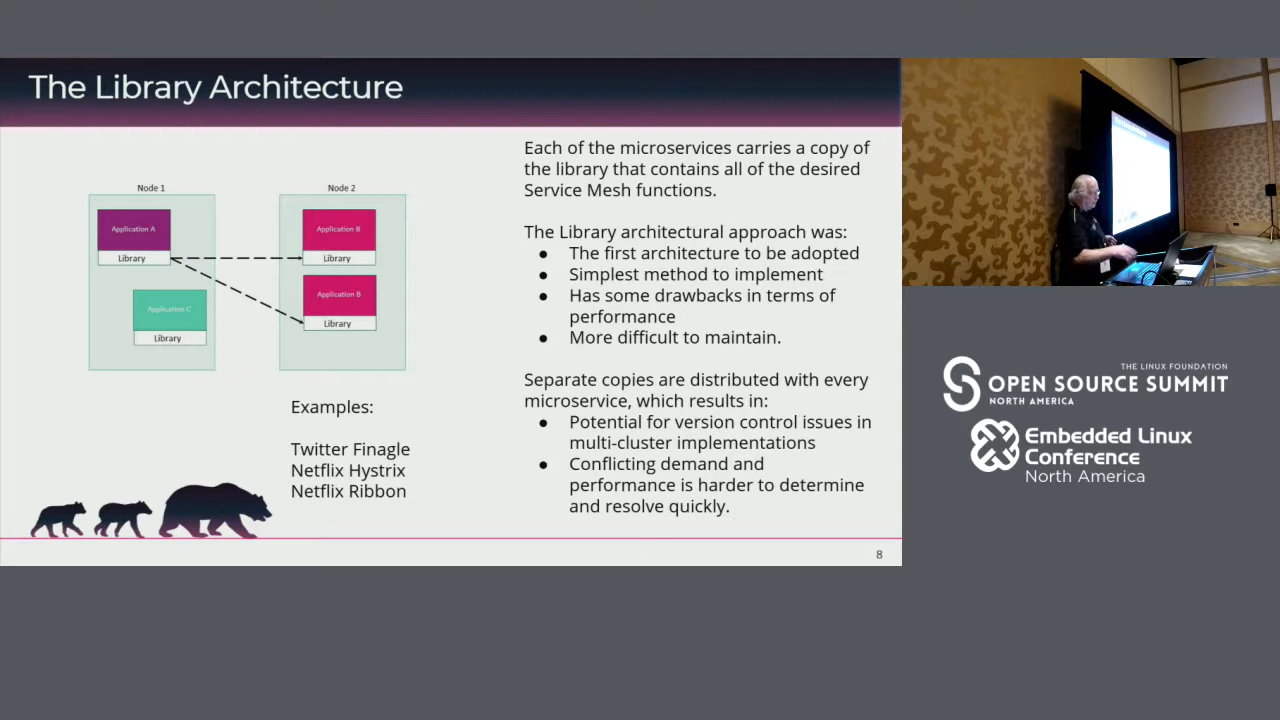 The Library Architecture
Node 1
Node 2
Application A
Library
Application B
Library
Application B
Library
Application C
Library
Examples:
Twitter Finagle
Netflix Hystrix
Netflix Ribbon
Each of the microservices carries a copy of
the library that contains all of the desired
Service Mesh functions.
The Library architectural approach was:
● The first architecture to be adopted
● Simplest method to implement
● Has some drawbacks in terms of
performance
● More difficult to maintain.
Separate copies are distributed with every
microservice, which results in:
● Potential for version control issues in
multi-cluster implementations
● Conflicting demand and
performance is harder to determine
and resolve quickly.
8
THE LINUX FOUNDATION
OPEN SOURCE SUMMIT
NORTH AMERICA
Embedded Linux
Conference
North America